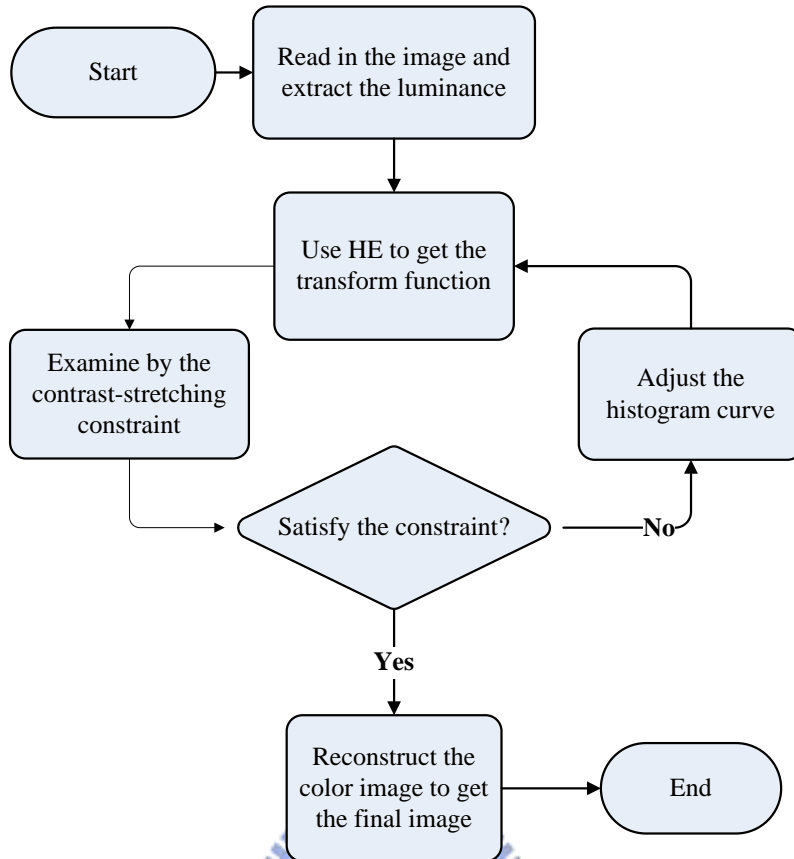 Start
Read in the image and
extract the luminance
Use HE to get the
transform function
Examine by the
contrast-stretching
constraint
Adjust the
histogram curve
Satisfy the constraint?
No
Yes
Reconstruct the
color image to get
the final image
End